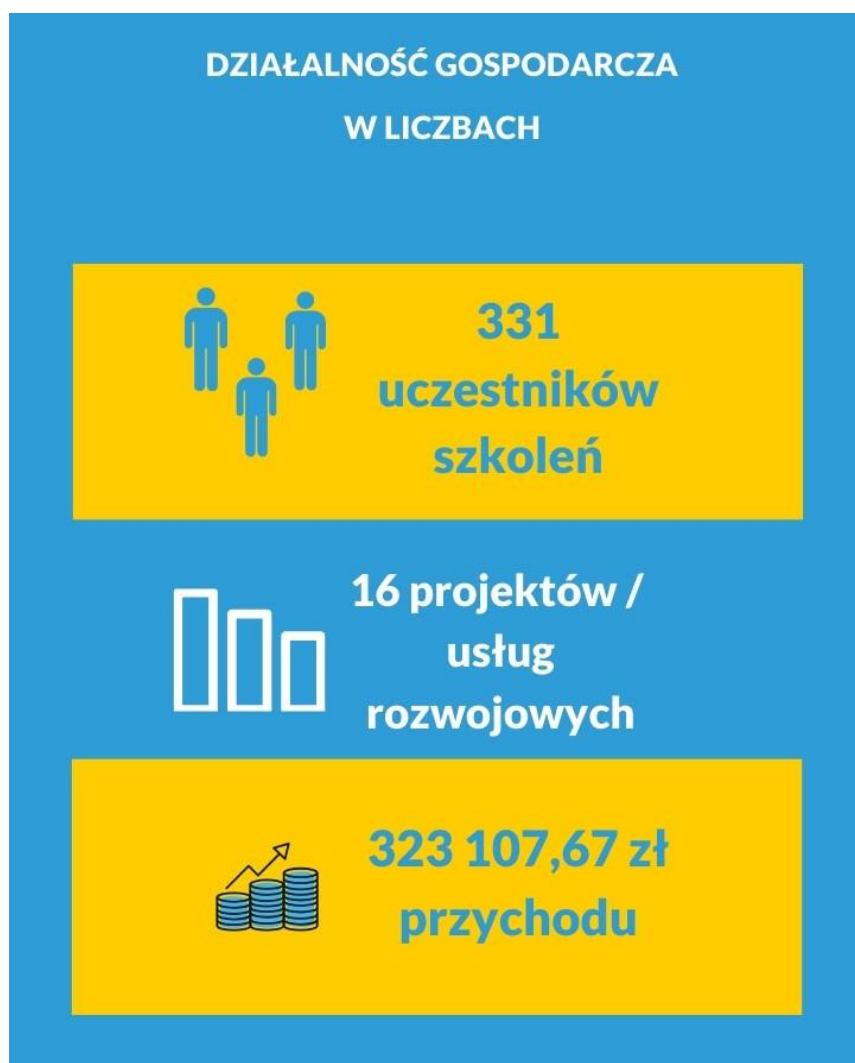 DZIAŁALNOŚĆ GOSPODARCZA
W LICZBACH
331
uczestników
szkoleń
16 projektów /
usług
rozwojowych
323 107,67 zł
przychodu